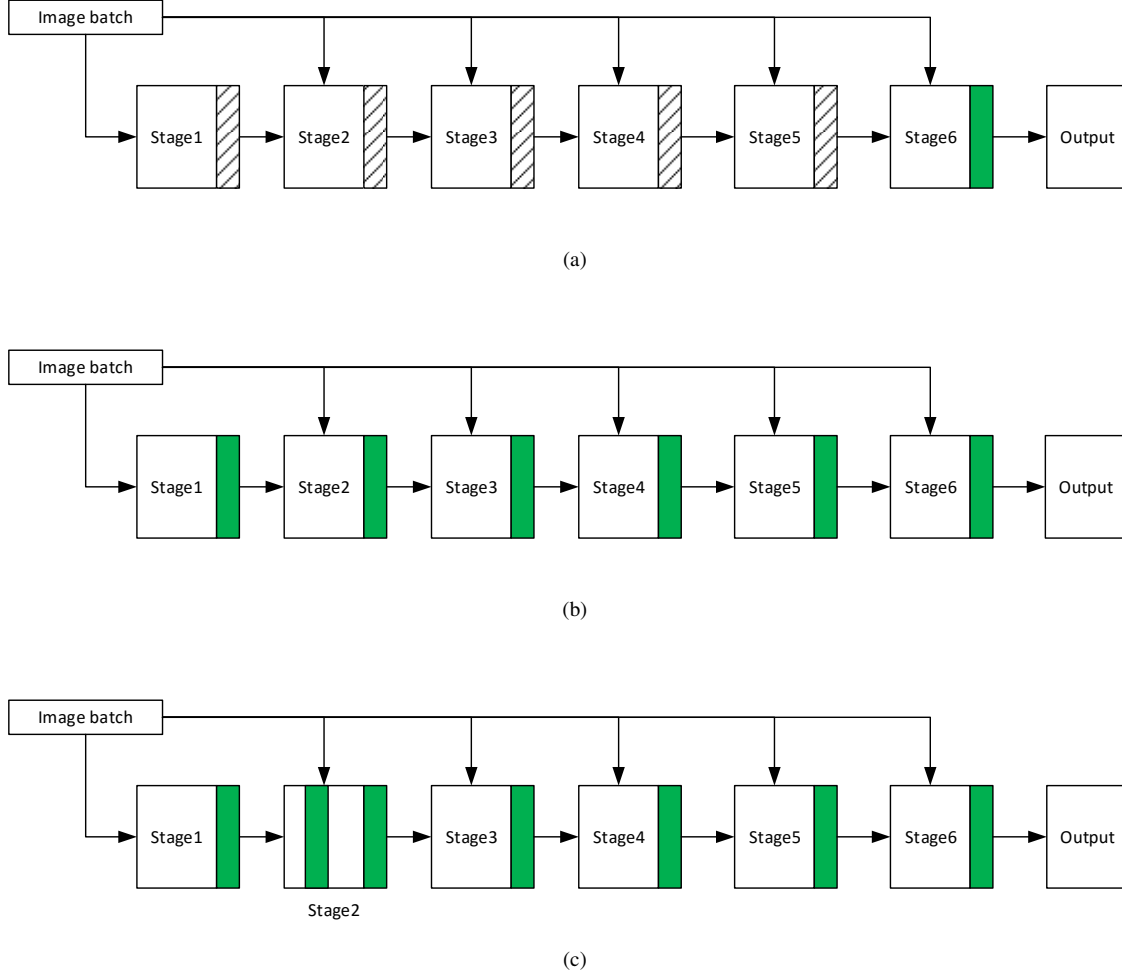 Image batch
Stage1 Stage2 Stage3 Stage4 Stage5 Stage6 Output
(a)
Image batch
Stage1 Stage2 Stage3 Stage4 Stage5 Stage6 Output
(b)
Image batch
Stage1 Stage3 Stage4 Stage5 Stage6 Output
Stage2
(c)